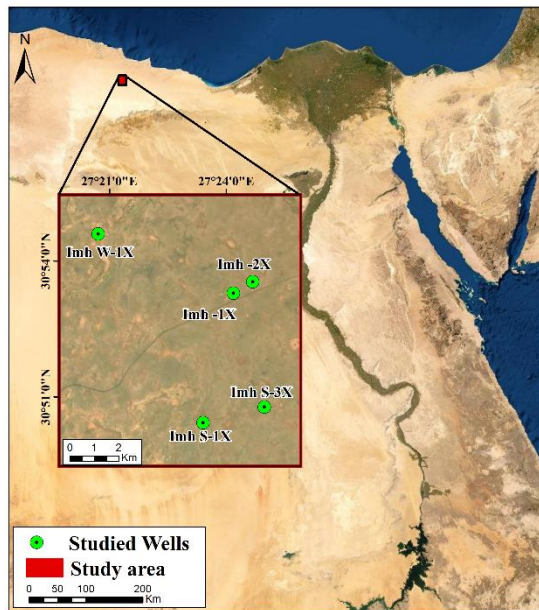 N
27°21'0"E 27°24'0"E
Imh W-1X
30°54'0"N
Imh -2X
Imh -1X
30°51'0"N
Imh S-3X
Imh S-1X
0 1 2
Km
Studied Wells
Study area
0 50 100 200
Km